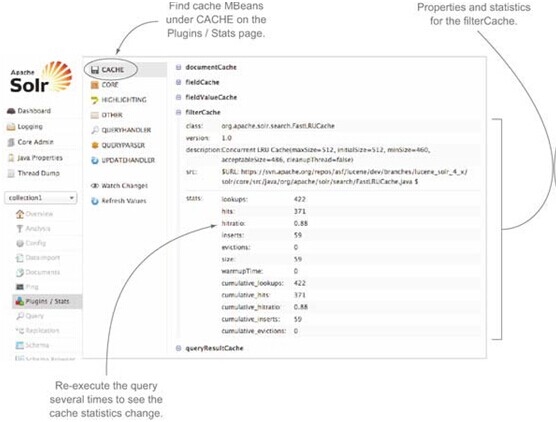 Find cache MBeans
under CACHE on the
Plugins / Stats page.
Properties and statistics
for the filterCache.
Apache
Solr
Dashboard
Logging
Core Admin
Java Properties
Thread Dump
collection1
Overview
Analysis
Config
Dataimport
Documents
Ping
Plugins / Stats
Query
Replication
Schema
Schema Browser
CACHE
CORE
HIGHLIGHTING
OTHER
QUERYHANDLER
QUERYPARSER
UPDATEHANDLER
Watch Changes
Refresh Values
documentCache
fieldCache
fieldValueCache
filterCache
class: org.apache.solr.search.FastLRUCache
version: 1.0
description: Concurrent LRU Cache(maxSize=512, initialSize=512, minSize=460,
acceptableSize=486, cleanupThread=false)
src: $URL: https://svn.apache.org/repos/asf/lucene/dev/branches/lucene_solr_4_x/
solr/core/src/java/org/apache/solr/search/FastLRUCache.java $
stats: lookups: 422
hits: 371
hitratio: 0.88
inserts: 59
evictions: 0
size: 59
warmupTime: 0
cumulative_lookups: 422
cumulative_hits: 371
cumulative_hitratio: 0.88
cumulative_inserts: 59
cumulative_evictions: 0
queryResultCache
Re-execute the query
several times to see the
cache statistics change.